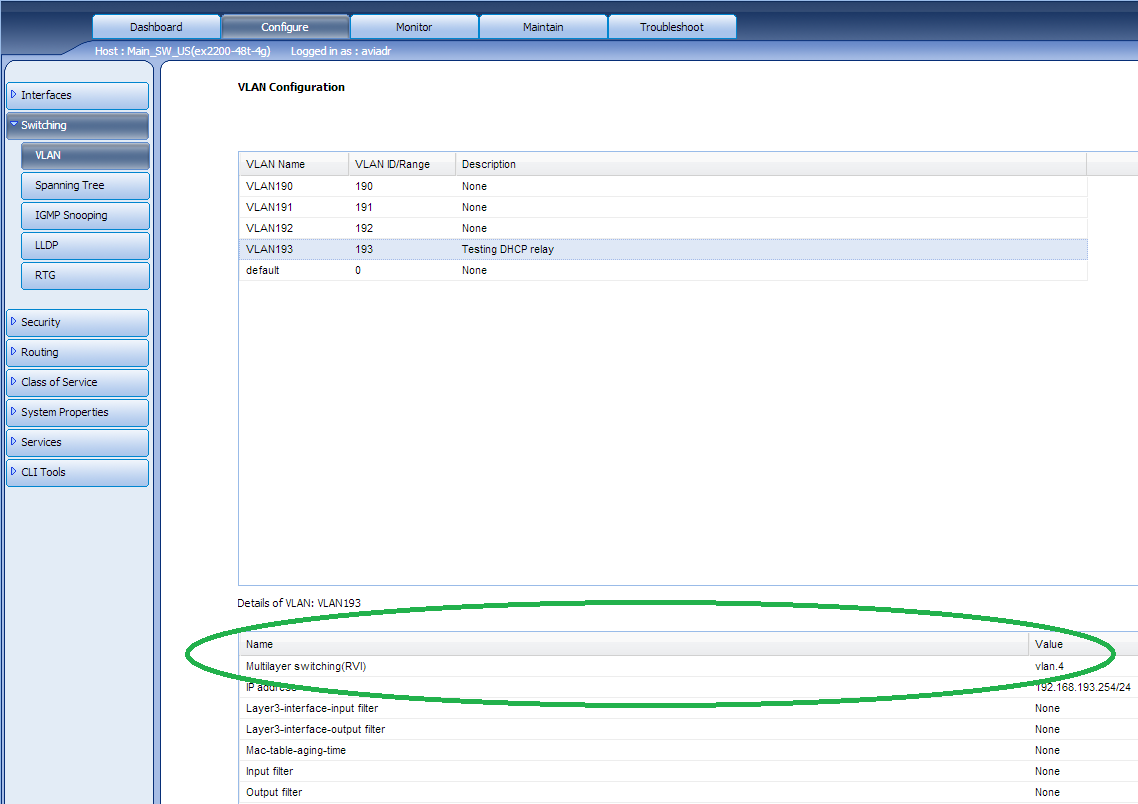 Dashboard Configure Monitor Maintain Troubleshoot
Host : Main_SW_US(ex2200-48t-4g) Logged in as : aviadr
Interfaces
Switching
VLAN
Spanning Tree
IGMP Snooping
LLDP
RTG
Security
Routing
Class of Service
System Properties
Services
CLI Tools
VLAN Configuration
VLAN Name VLAN ID/Range Description
VLAN190 190 None
VLAN191 191 None
VLAN192 192 None
VLAN193 193 Testing DHCP relay
default 0 None
Details of VLAN: VLAN193
Name Value
Multilayer switching(RVI) vlan.4
IP address 192.168.193.254/24
Layer3-interface-input filter None
Layer3-interface-output filter None
Mac-table-aging-time None
Input filter None
Output filter None